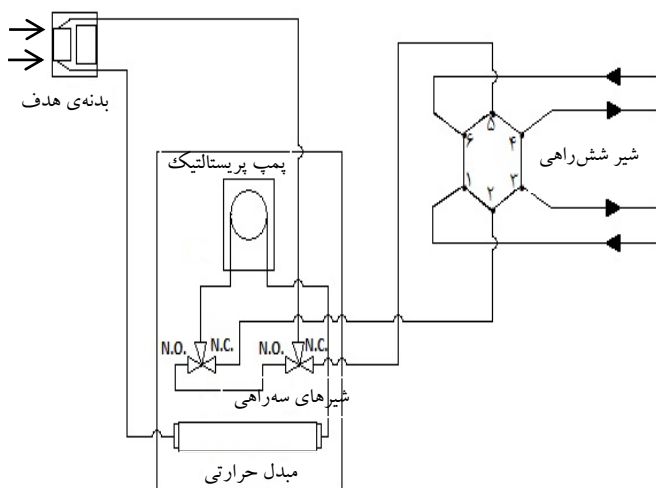 بدنه‌ی هدف
پمپ پریستالتیک
شیر شش‌راهی
۵
۶
۴
۱
۳
۲
N.O.
N.C.
N.O.
N.C.
شیرهای سه‌راهی
مبدل حرارتی